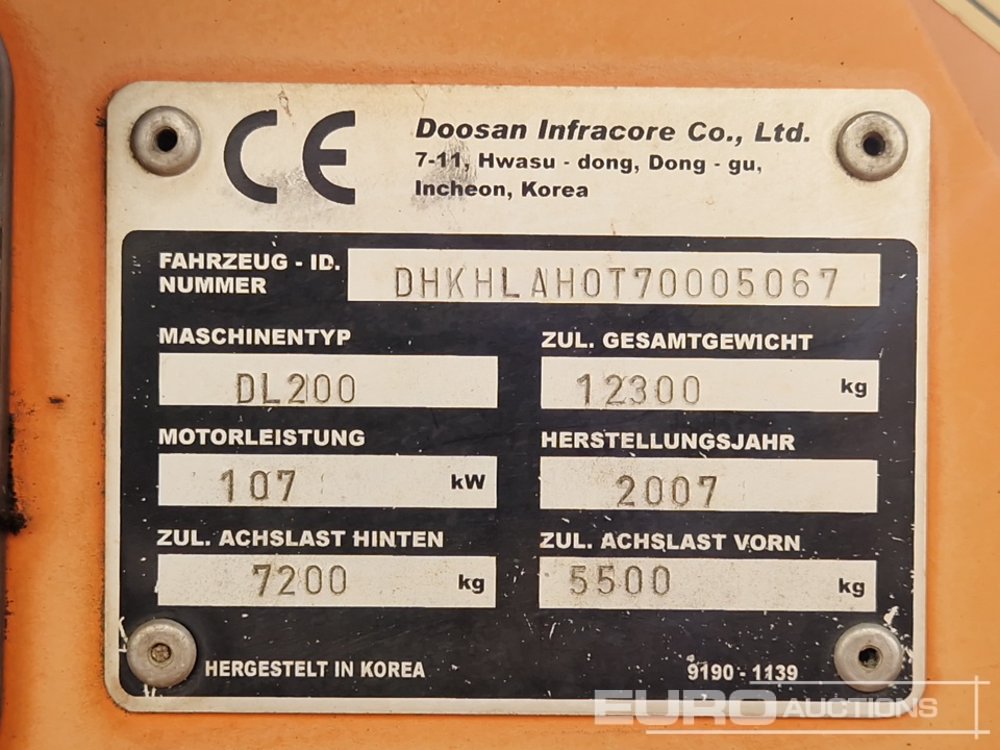 CE
Doosan Infracore Co., Ltd.
7-11, Hwasu - dong, Dong - gu,
Incheon, Korea
FAHRZEUG - ID.
NUMMER
DHKHLAH0T70005067
MASCHINENTYP
DL200
ZUL. GESAMTGEWICHT
12300 kg
MOTORLEISTUNG
107 kW
HERSTELLUNGSJAHR
2007
ZUL. ACHSLAST HINTEN
7200 kg
ZUL. ACHSLAST VORN
5500 kg
HERGESTELT IN KOREA
9190 - 1139
EURO AUCTIONS